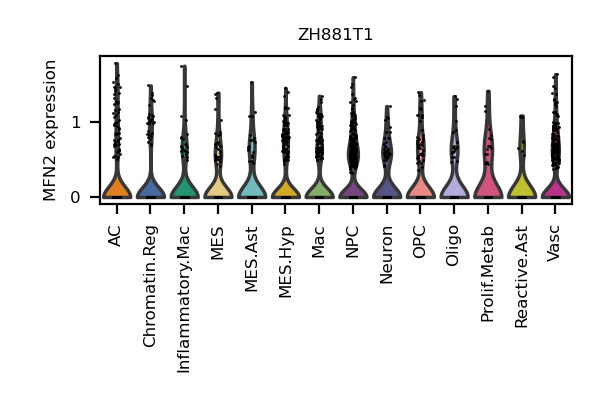 ZH881T1
MFN2 expression
1
0
AC
Chromatin.Reg
Inflammatory.Mac
MES
MES.Ast
MES.Hyp
Mac
NPC
Neuron
OPC
Oligo
Prolif.Metab
Reactive.Ast
Vasc